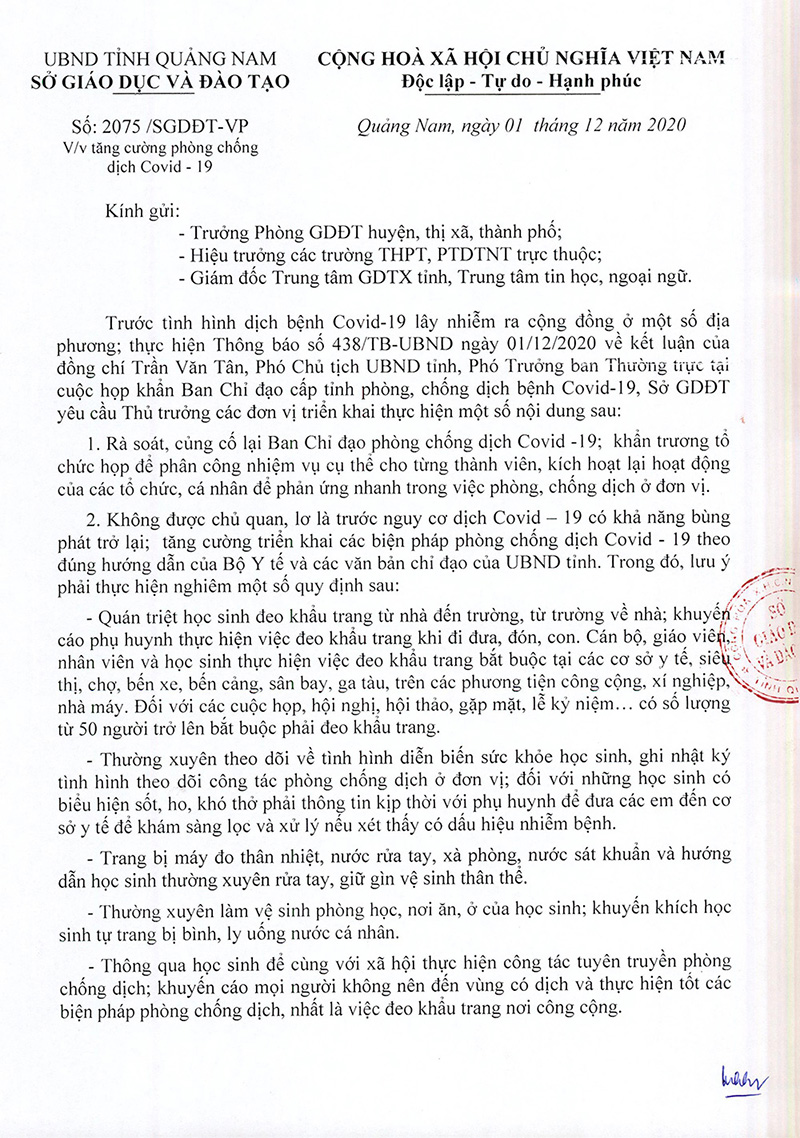 UBND TỈNH QUẢNG NAM
SỞ GIÁO DỤC VÀ ĐÀO TẠO
CỘNG HOÀ XÃ HỘI CHỦ NGHĨA VIỆT NAM
Độc lập - Tự do - Hạnh phúc
Số: 2075 /SGDĐT-VP
V/v tăng cường phòng chống
dịch Covid - 19
Quảng Nam, ngày 01 tháng 12 năm 2020
Kính gửi:
- Trưởng Phòng GDĐT huyện, thị xã, thành phố;
- Hiệu trưởng các trường THPT, PTDTNT trực thuộc;
- Giám đốc Trung tâm GDTX tỉnh, Trung tâm tin học, ngoại ngữ.
Trước tình hình dịch bệnh Covid-19 lây nhiễm ra cộng đồng ở một số địa
phương; thực hiện Thông báo số 438/TB-UBND ngày 01/12/2020 về kết luận của
đồng chí Trần Văn Tân, Phó Chủ tịch UBND tỉnh, Phó Trưởng ban Thường trực tại
cuộc họp khẩn Ban Chỉ đạo cấp tỉnh phòng, chống dịch bệnh Covid-19, Sở GDĐT
yêu cầu Thủ trưởng các đơn vị triển khai thực hiện một số nội dung sau:
1. Rà soát, củng cố lại Ban Chỉ đạo phòng chống dịch Covid -19; khẩn trương tổ
chức họp để phân công nhiệm vụ cụ thể cho từng thành viên, kích hoạt lại hoạt động
của các tổ chức, cá nhân để phản ứng nhanh trong việc phòng, chống dịch ở đơn vị.
2. Không được chủ quan, lơ là trước nguy cơ dịch Covid – 19 có khả năng bùng
phát trở lại; tăng cường triển khai các biện pháp phòng chống dịch Covid - 19 theo
đúng hướng dẫn của Bộ Y tế và các văn bản chỉ đạo của UBND tỉnh. Trong đó, lưu ý
phải thực hiện nghiêm một số quy định sau:
- Quán triệt học sinh đeo khẩu trang từ nhà đến trường, từ trường về nhà; khuyến
cáo phụ huynh thực hiện việc đeo khẩu trang khi đi đưa, đón, con. Cán bộ, giáo viên,
nhân viên và học sinh thực hiện việc đeo khẩu trang bắt buộc tại các cơ sở y tế, siêu
thị, chợ, bến xe, bến cảng, sân bay, ga tàu, trên các phương tiện công cộng, xí nghiệp,
nhà máy. Đối với các cuộc họp, hội nghị, hội thảo, gặp mặt, lễ kỷ niệm… có số lượng
từ 50 người trở lên bắt buộc phải đeo khẩu trang.
- Thường xuyên theo dõi về tình hình diễn biến sức khỏe học sinh, ghi nhật ký
tình hình theo dõi công tác phòng chống dịch ở đơn vị; đối với những học sinh có
biểu hiện sốt, ho, khó thở phải thông tin kịp thời với phụ huynh để đưa các em đến cơ
sở y tế để khám sàng lọc và xử lý nếu xét thấy có dấu hiệu nhiễm bệnh.
- Trang bị máy đo thân nhiệt, nước rửa tay, xà phòng, nước sát khuẩn và hướng
dẫn học sinh thường xuyên rửa tay, giữ gìn vệ sinh thân thể.
- Thường xuyên làm vệ sinh phòng học, nơi ăn, ở của học sinh; khuyến khích học
sinh tự trang bị bình, ly uống nước cá nhân.
- Thông qua học sinh để cùng với xã hội thực hiện công tác tuyên truyền phòng
chống dịch; khuyến cáo mọi người không nên đến vùng có dịch và thực hiện tốt các
biện pháp phòng chống dịch, nhất là việc đeo khẩu trang nơi công cộng.
SỞ